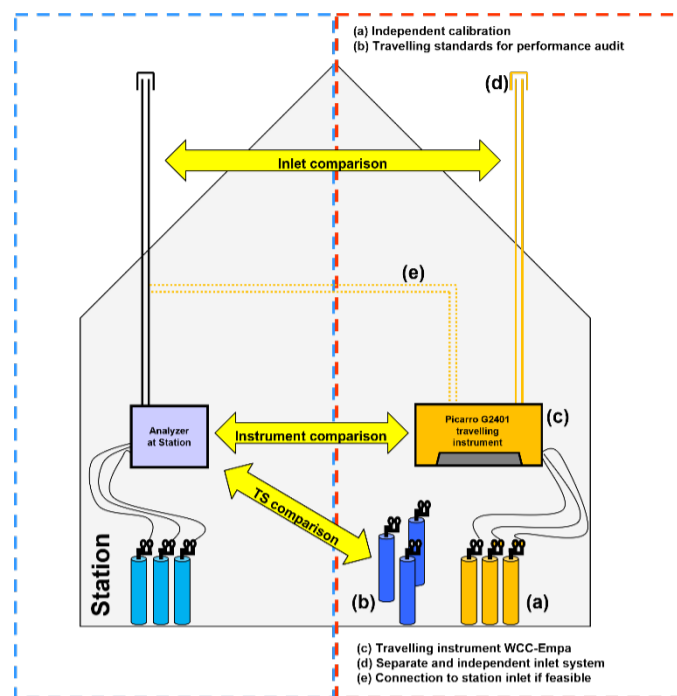 (a) Independent calibration
(b) Travelling standards for performance audit
(d)
Inlet comparison
(e)
Analyzer
at Station
Instrument comparison
Picarro G2401
travelling
instrument
(c)
TS comparison
Station
(b)
(a)
(c) Travelling instrument WCC-Empa
(d) Separate and independent inlet system
(e) Connection to station inlet if feasible